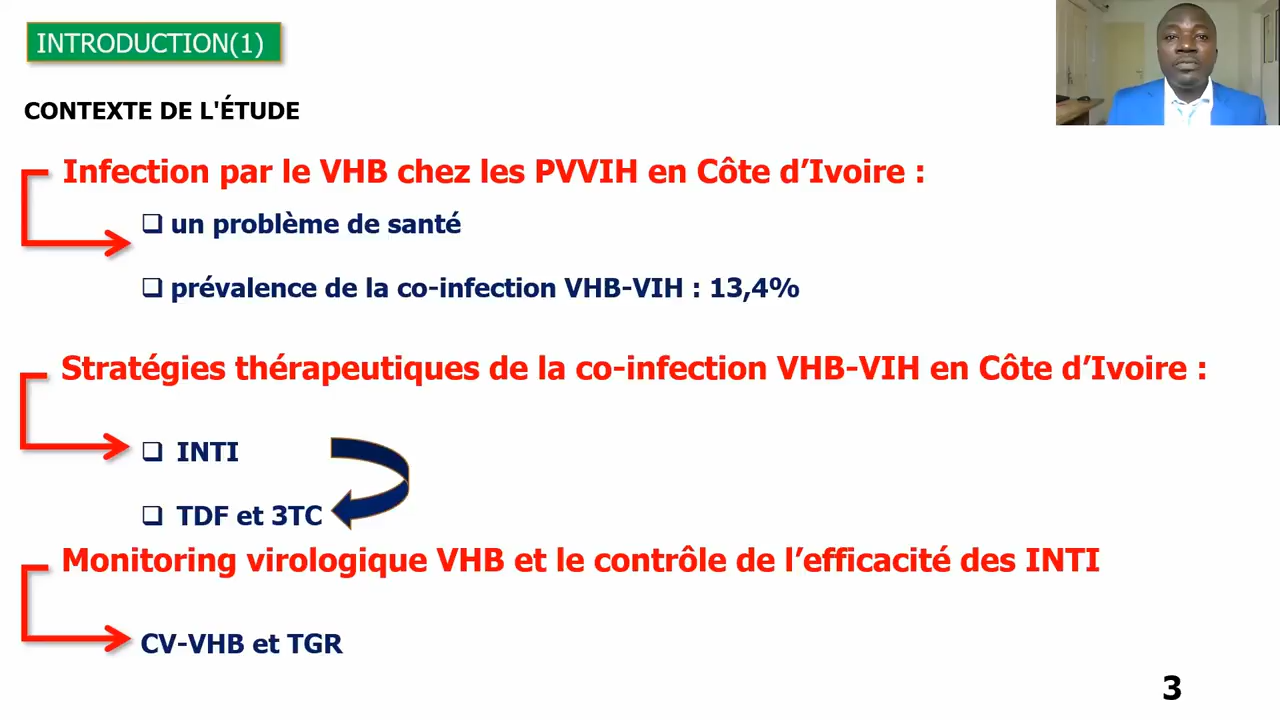 INTRODUCTION(1)
CONTEXTE DE L'ÉTUDE
Infection par le VHB chez les PVVIH en Côte d’Ivoire :
un problème de santé
prévalence de la co-infection VHB-VIH : 13,4%
Stratégies thérapeutiques de la co-infection VHB-VIH en Côte d’Ivoire :
INTI
TDF et 3TC
Monitoring virologique VHB et le contrôle de l’efficacité des INTI
CV-VHB et TGR
3